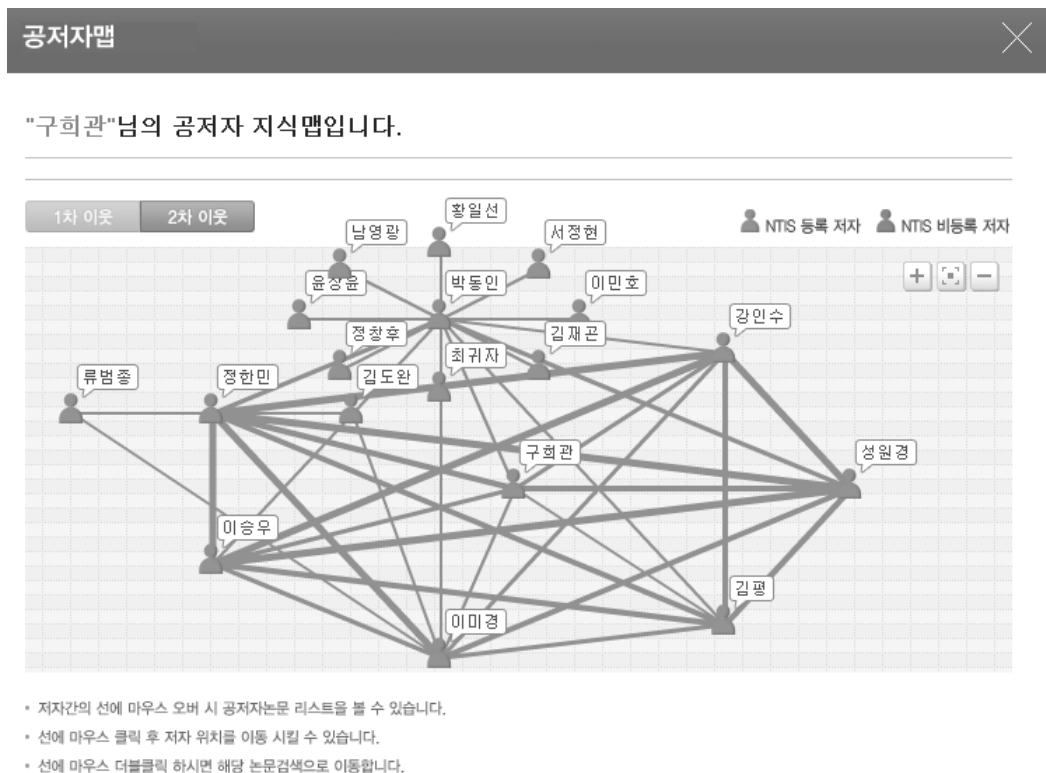 공저자맵
"구희관"님의 공저자 지식맵입니다.
1차 이웃
2차 이웃
NTIS 등록 저자
NTIS 비등록 저자
황일선
남영광
서정현
윤장윤
박동인
이민호
강인수
정창후
김재곤
최귀자
류범종
정한민
김도완
구희관
성원경
이승우
김평
이미경
• 저자간의 선에 마우스 오버 시 공저자논문 리스트을 볼 수 있습니다.
• 선에 마우스 클릭 후 저자 위치를 이동 시킬 수 있습니다.
• 선에 마우스 더블클릭 하시면 해당 논문검색으로 이동합니다.